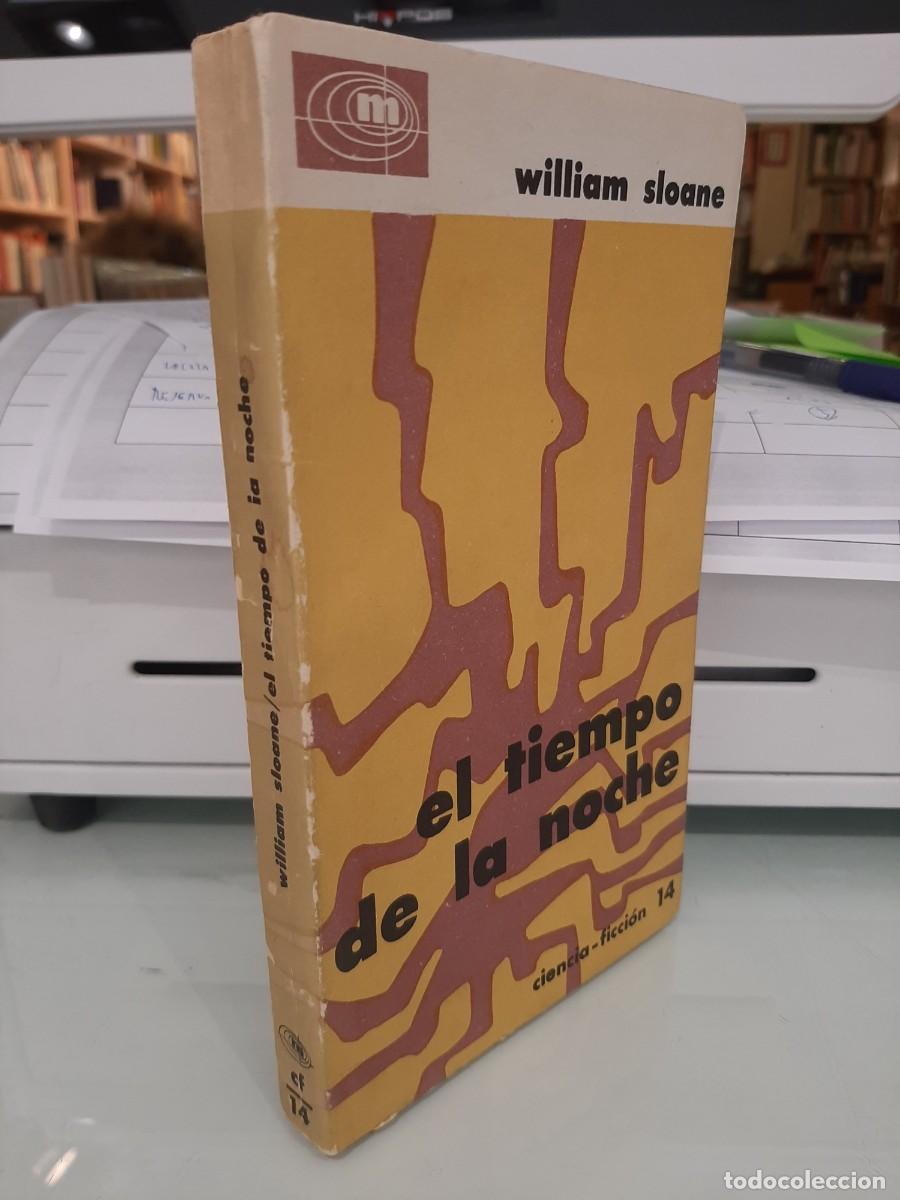 HIPOS
m
william sloane
el tiempo
de la noche
ciencia-ficción 14
william sloane/el tiempo de la noche
m
cf
14
todocoleccion